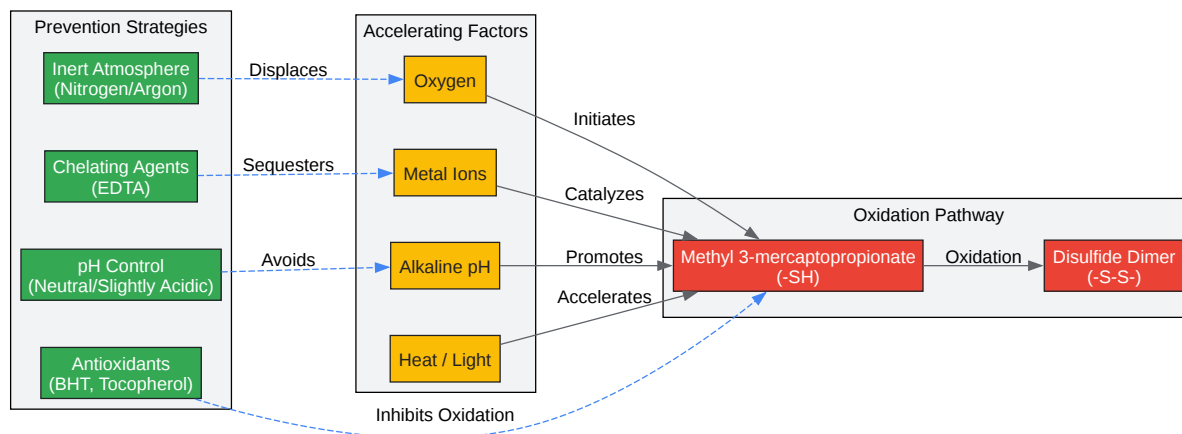 Prevention Strategies
Inert Atmosphere
(Nitrogen/Argon)
Chelating Agents
(EDTA)
pH Control
(Neutral/Slightly Acidic)
Antioxidants
(BHT, Tocopherol)
Displaces
Sequesters
Avoids
Inhibits Oxidation
Accelerating Factors
Oxygen
Metal Ions
Alkaline pH
Heat / Light
Initiates
Catalyzes
Promotes
Accelerates
Oxidation Pathway
Methyl 3-mercaptopropionate
(-SH)
Oxidation
Disulfide Dimer
(-S-S-)